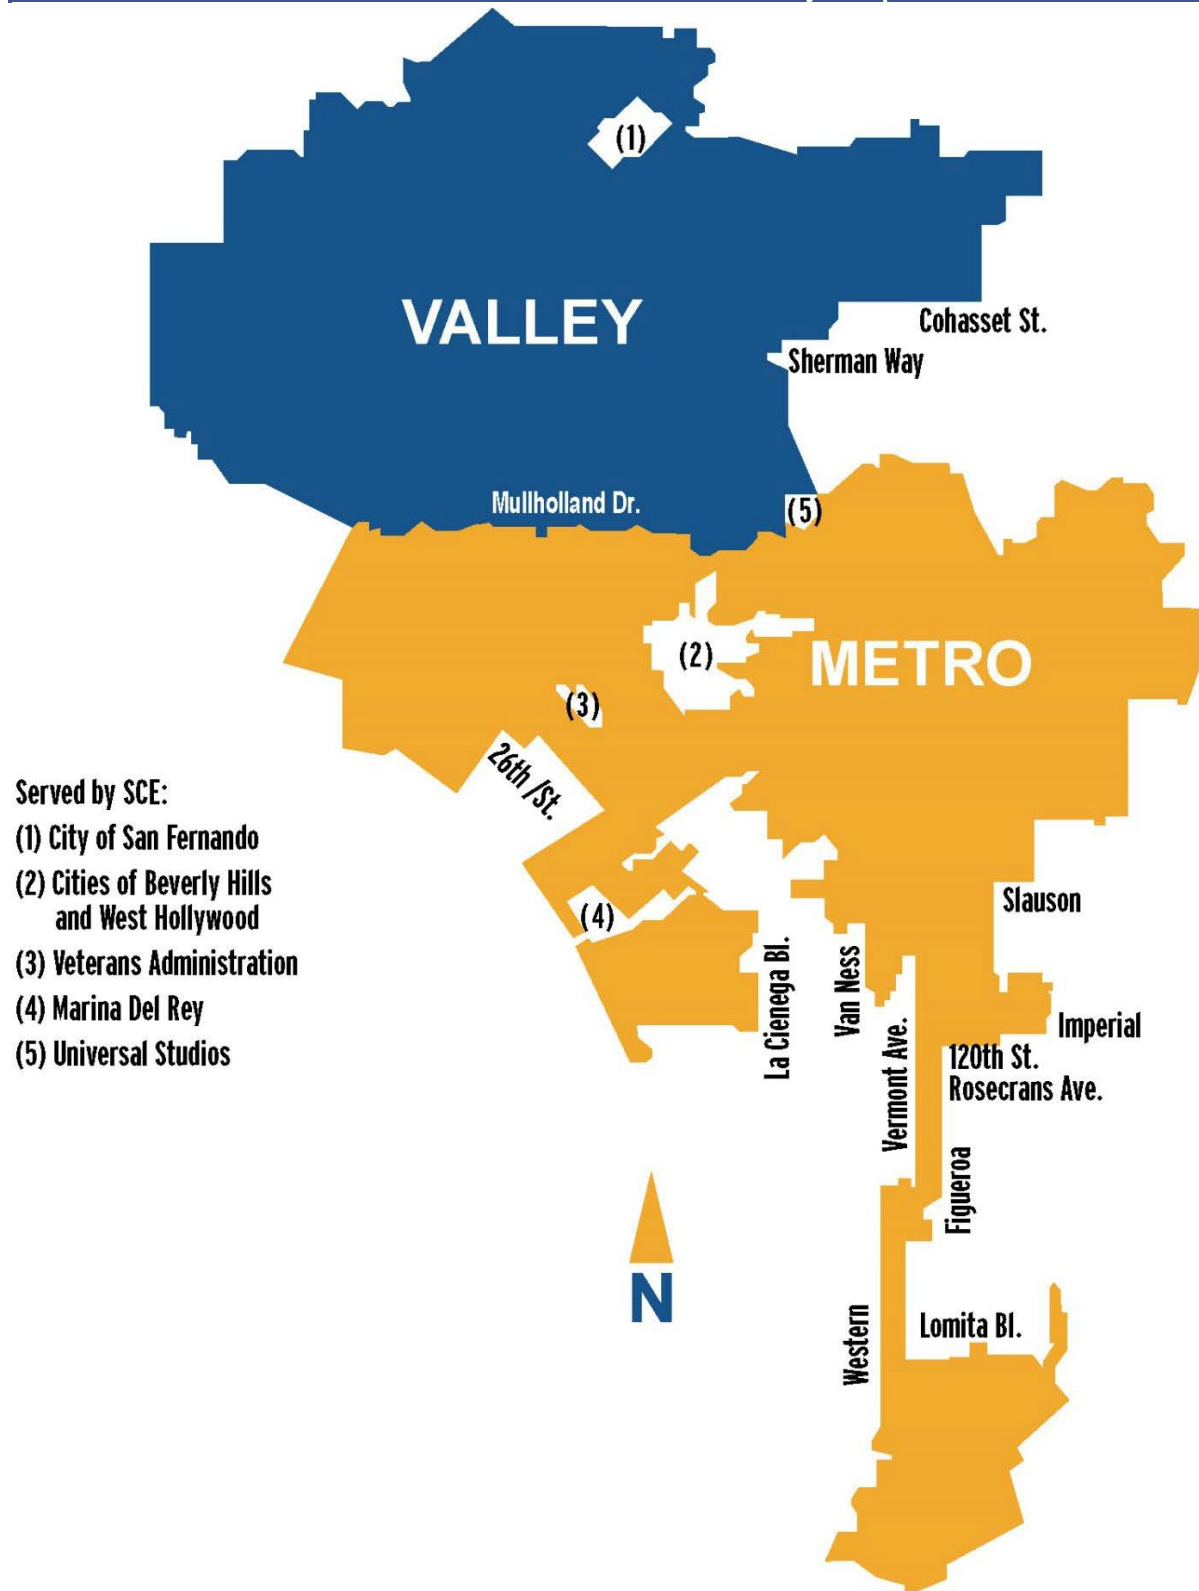 (1)
VALLEY
Cohasset St.
Sherman Way
Mullholland Dr.
(5)
(2)
METRO
(3)
26th /St.
Served by SCE:
(1) City of San Fernando
(2) Cities of Beverly Hills
and West Hollywood
(3) Veterans Administration
(4) Marina Del Rey
(5) Universal Studios
(4)
Slauson
La Cienega Bl.
Van Ness
Vermont Ave.
Imperial
120th St.
Rosecrans Ave.
Figueroa
N
Western
Lomita Bl.